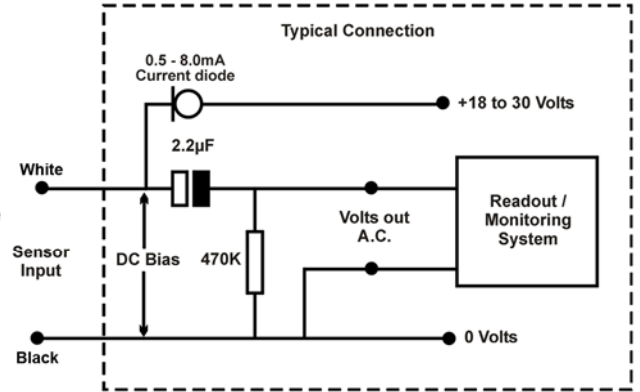 Typical Connection
0.5 - 8.0mA
Current diode
+18 to 30 Volts
2.2µF
White
Readout /
Monitoring
System
Volts out
A.C.
Sensor
Input
DC Bias
470K
0 Volts
Black